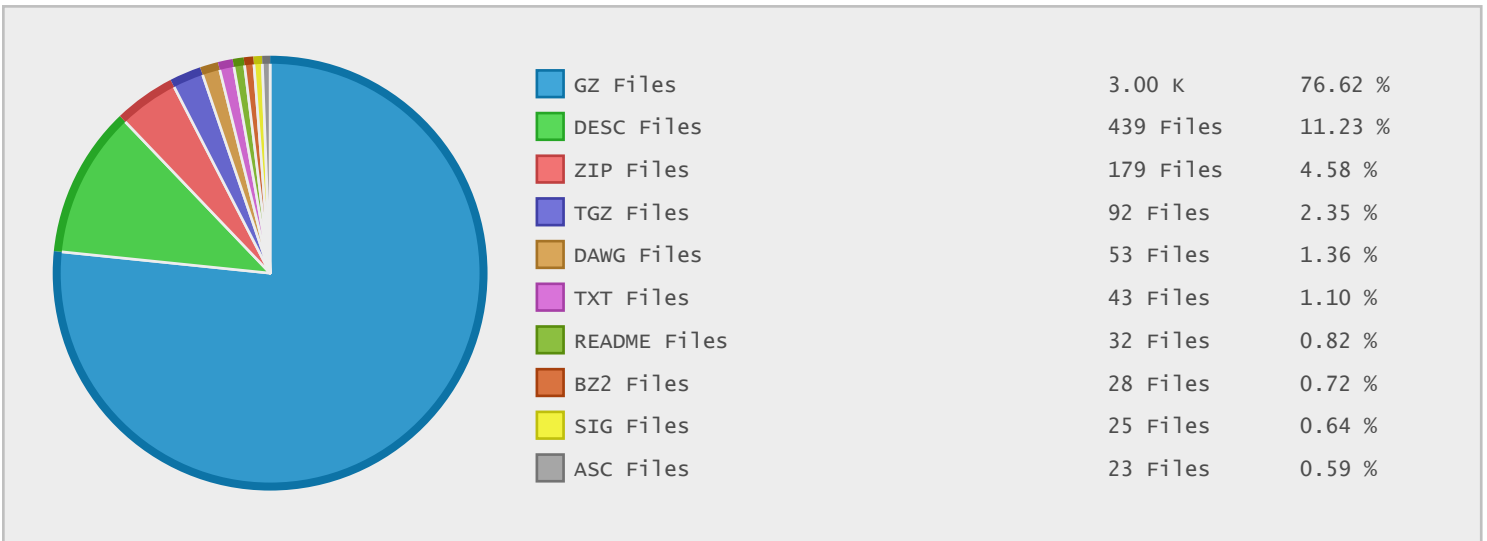 GZ Files 3.00 K 76.62 %
DESC Files 439 Files 11.23 %
ZIP Files 179 Files 4.58 %
TGZ Files 92 Files 2.35 %
DAWG Files 53 Files 1.36 %
TXT Files 43 Files 1.10 %
README Files 32 Files 0.82 %
BZ2 Files 28 Files 0.72 %
SIG Files 25 Files 0.64 %
ASC Files 23 Files 0.59 %